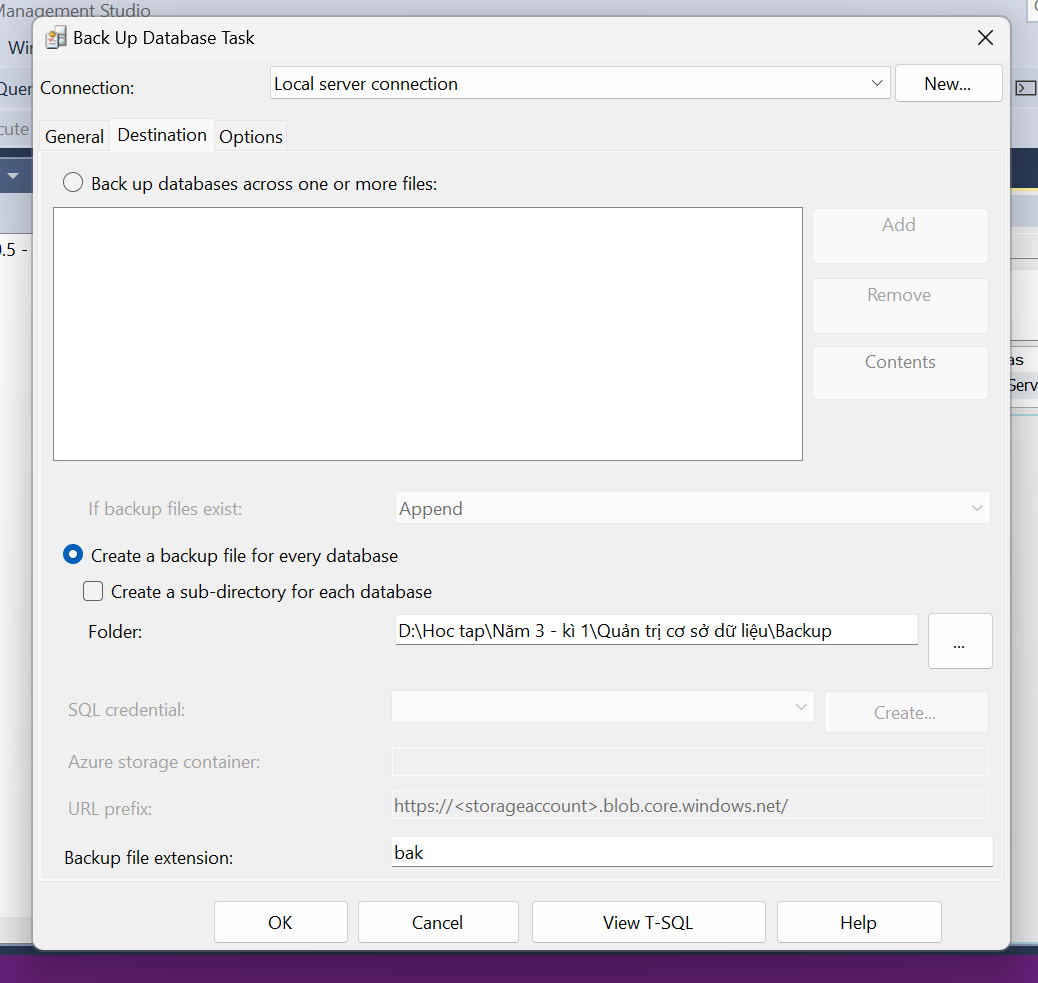 Management Studio
Back Up Database Task
Connection:
Local server connection
New...
General
Destination
Options
Back up databases across one or more files:
Add
Remove
Contents
If backup files exist:
Append
Create a backup file for every database
Create a sub-directory for each database
Folder:
D:\Hoc tap\Năm 3 - kì 1\Quản trị cơ sở dữ liệu\Backup
...
SQL credential:
Create...
Azure storage container:
URL prefix:
https://<storageaccount>.blob.core.windows.net/
Backup file extension:
bak
OK
Cancel
View T-SQL
Help